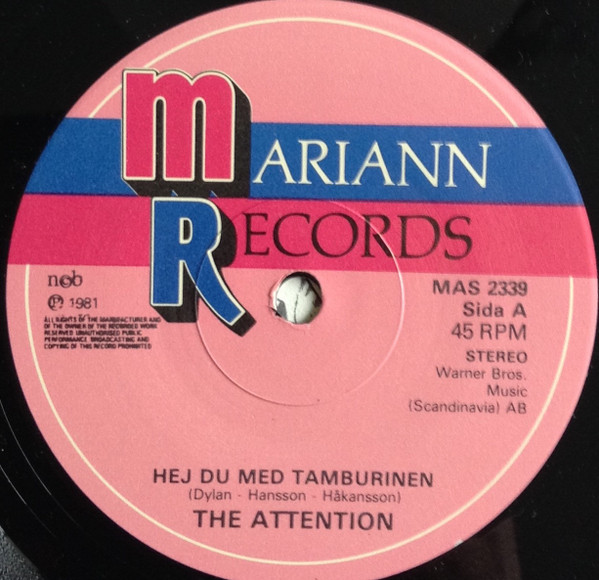 MARIANN
RECORDS
ncb
℗ 1981
ALL RIGHTS OF THE MANUFACTURER AND
OF THE OWNER OF THE RECORDED WORK
RESERVED UNAUTHORISED PUBLIC
PERFORMANCE BROADCASTING AND
COPYING OF THIS RECORD PROHIBITED
MAS 2339
Sida A
45 RPM
STEREO
Warner Bros.
Music
(Scandinavia) AB
HEJ DU MED TAMBURINEN
(Dylan - Hansson - Håkansson)
THE ATTENTION